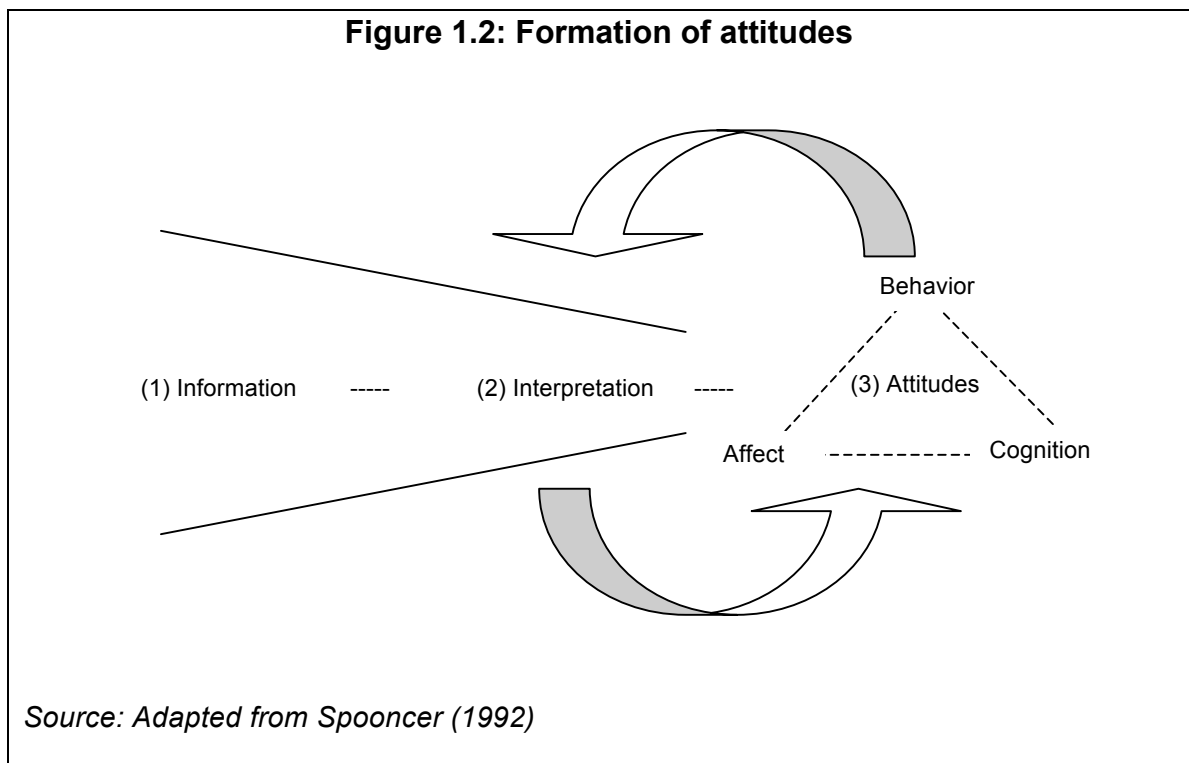 Figure 1.2: Formation of attitudes
Behavior
(1) Information ----- (2) Interpretation ----- (3) Attitudes
Affect Cognition
Source: Adapted from Spooncer (1992)